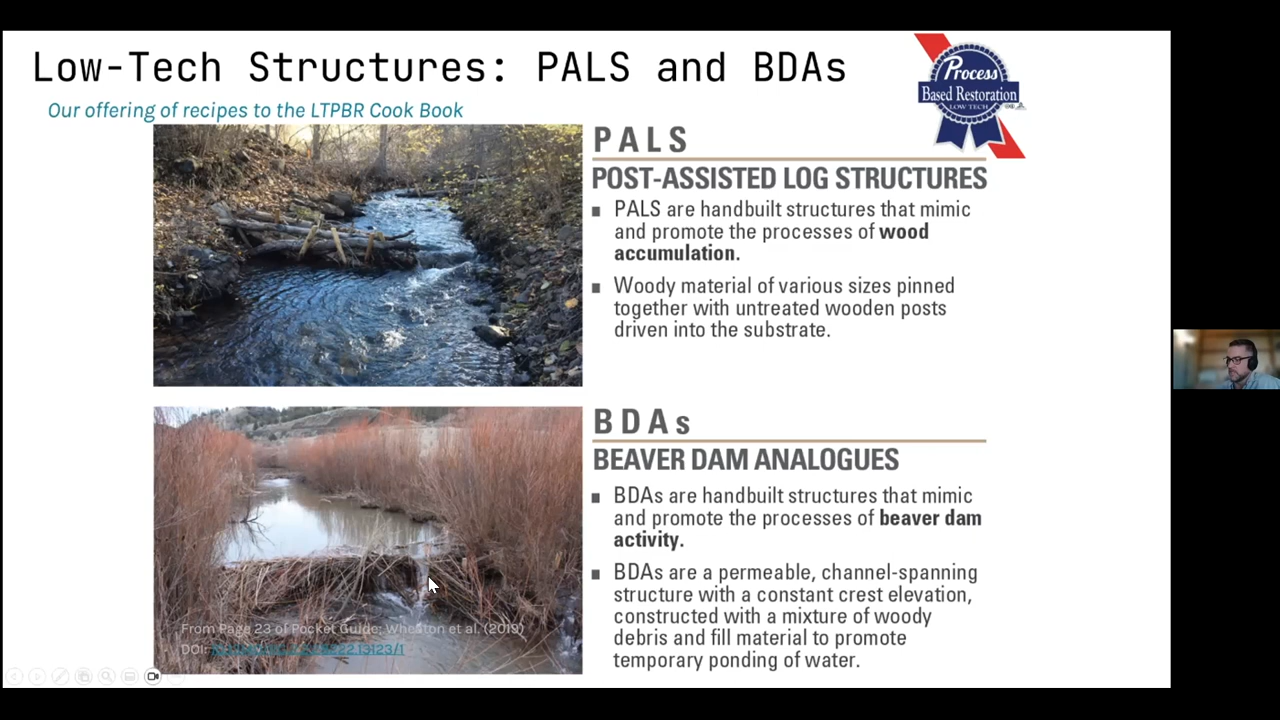 Low-Tech Structures: PALS and BDAs
Our offering of recipes to the LTPBR Cook Book
Process
Based Restoration
LOW TECH
PALS
POST-ASSISTED LOG STRUCTURES
▪ PALS are handbuilt structures that mimic
and promote the processes of wood
accumulation.
▪ Woody material of various sizes pinned
together with untreated wooden posts
driven into the substrate.
BDAs
BEAVER DAM ANALOGUES
▪ BDAs are handbuilt structures that mimic
and promote the processes of beaver dam
activity.
▪ BDAs are a permeable, channel-spanning
structure with a constant crest elevation,
constructed with a mixture of woody
debris and fill material to promote
temporary ponding of water.
From Page 23 of Pocket Guide; Wheaton et al. (2019)
DOI: